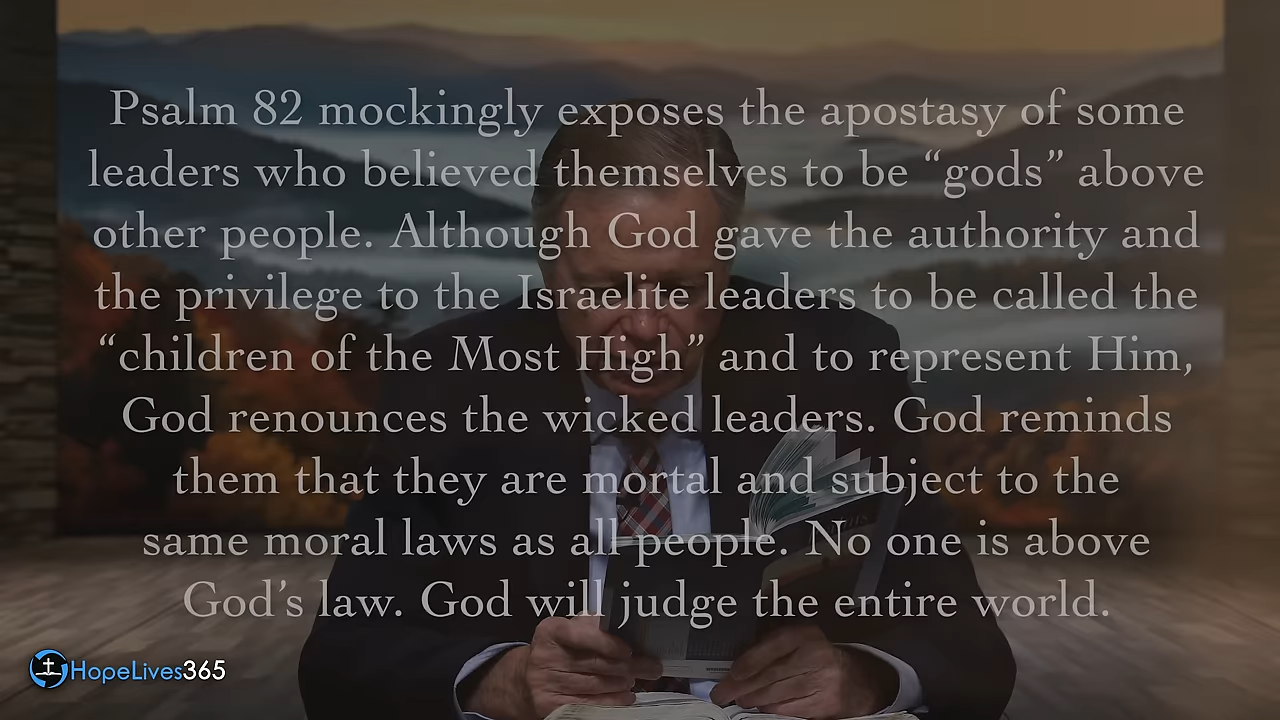 Psalm 82 mockingly exposes the apostasy of some
leaders who believed themselves to be “gods” above
other people. Although God gave the authority and
the privilege to the Israelite leaders to be called the
“children of the Most High” and to represent Him,
God renounces the wicked leaders. God reminds
them that they are mortal and subject to the
same moral laws as all people. No one is above
God’s law. God will judge the entire world.
HopeLives365